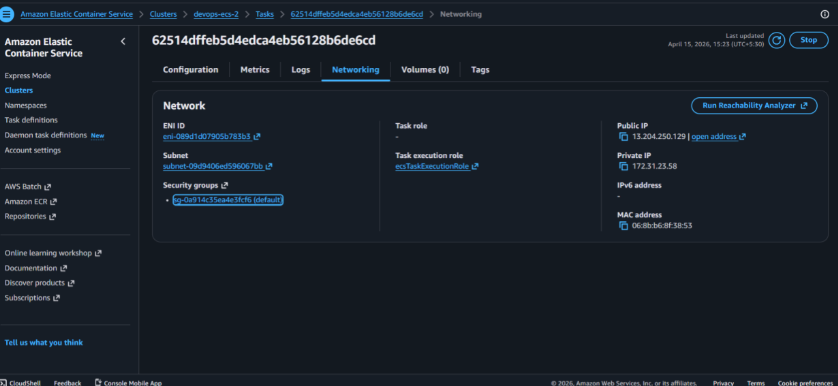 Amazon Elastic Container Service > Clusters > devops-ecs-2 > Tasks > 62514dffeb5d4edca4eb56128b6de6cd > Networking
Amazon Elastic
Container Service
Express Mode
Clusters
Namespaces
Task definitions
Daemon task definitions New
Account settings
AWS Batch
Amazon ECR
Repositories
Online learning workshop
Documentation
Discover products
Subscriptions
Tell us what you think
62514dffeb5d4edca4eb56128b6de6cd
Last updated
April 15, 2026, 15:23 (UTC+5:30)
Stop
Configuration
Metrics
Logs
Networking
Volumes (0)
Tags
Network
Run Reachability Analyzer
ENI ID
eni-089d1d07905b783b3
Subnet
subnet-09d9406ed596067bb
Security groups
sg-0a914c35ea4e3fcf6 (default)
Task role
-
Task execution role
ecsTaskExecutionRole
Public IP
13.204.250.129 | open address
Private IP
172.31.23.58
IPv6 address
-
MAC address
06:8b:b6:8f:38:53
CloudShell Feedback Console Mobile App
© 2026, Amazon Web Services, Inc. or its affiliates. Privacy Terms Cookie preferences